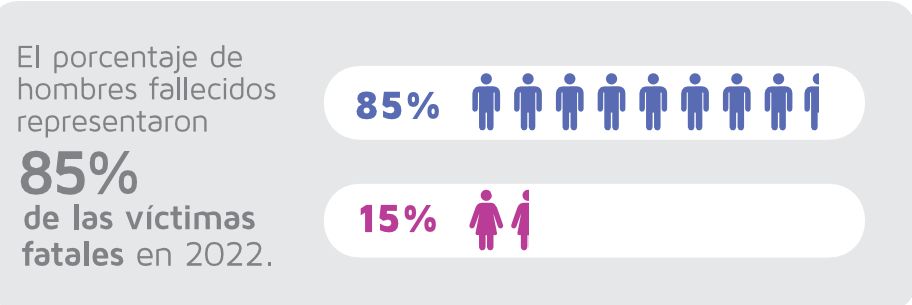 El porcentaje de
hombres fallecidos
representaron
85%
de las víctimas
fatales en 2022.
85%
15%